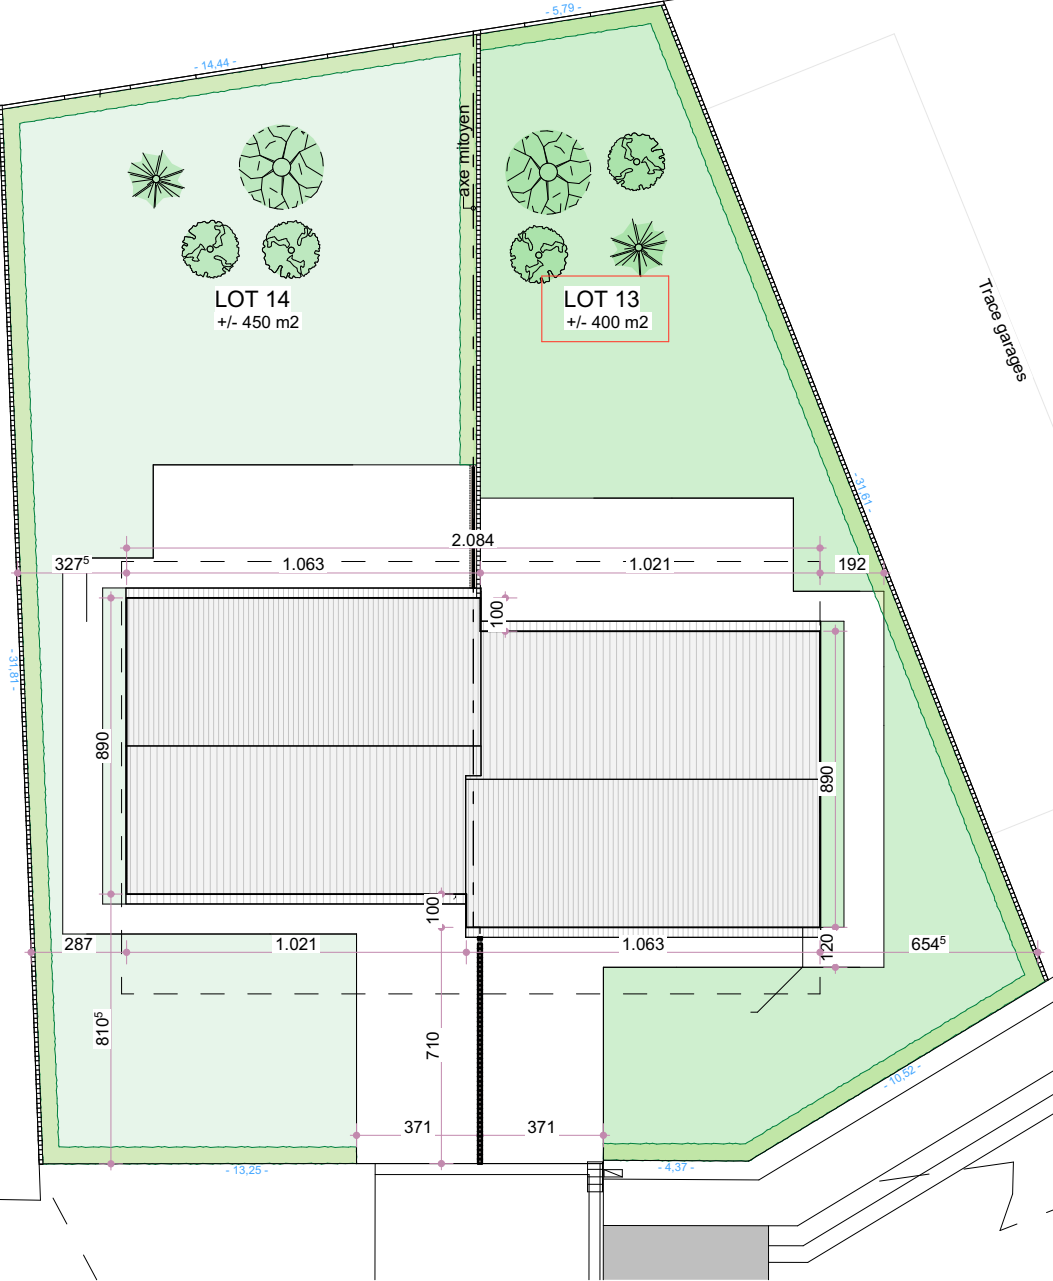 - 5,79 -
- 14,44 -
axe mitoyen
LOT 14
+/- 450 m2
LOT 13
+/- 400 m2
Trace garages
- 31,61 -
2.084
327⁵
1.063
1.021
192
100
- 31,81 -
890
890
100
287
1.021
1.063
120
654⁵
810⁵
710
- 10,52 -
371
371
- 13,25 -
- 4,37 -